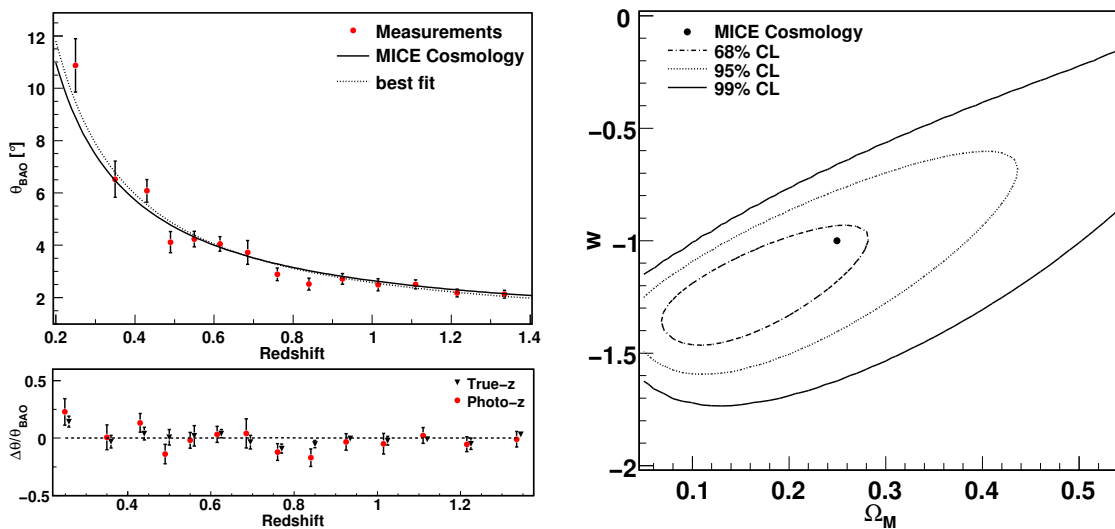 12
10
8
6
4
2
θBAO [°]
Measurements
MICE Cosmology
best fit
0.2 0.4 0.6 0.8 1 1.2 1.4
Redshift
0.5
0
−0.5
Δθ/θBAO
True-z
Photo-z
0.2 0.4 0.6 0.8 1 1.2
Redshift
0
−0.5
−1
−1.5
−2
w
MICE Cosmology
68% CL
95% CL
99% CL
0.1 0.2 0.3 0.4 0.5
ΩM